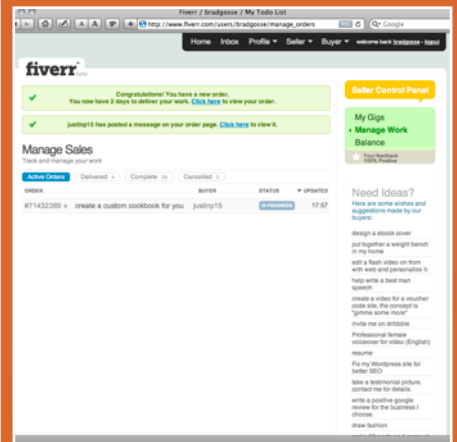 Fiverr / bradgosse / My Todo List
http://www.fiverr.com/users/bradgosse/manage_orders
Google
Home Inbox Profile Seller Buyer welcome back bradgosse - logout
fiverr beta
Congratulations! You have a new order.
You now have 2 days to deliver your work. Click here to view your order.
justinp15 has posted a message on your order page. Click here to view it.
Manage Sales
Track and manage your work
Active Orders Delivered Complete Cancelled
ORDER BUYER STATUS UPDATED
#71432389 » create a custom cookbook for you justinp15 IN PROGRESS 17:57
Seller Control Panel
My Gigs
Manage Work
Balance
Your feedback
100% Positive
Need Ideas?
Here are some wishes and
suggestions made by our
buyers:
design a ebook cover
put together a weight bench
in my home
edit a flash video on from
with web and personalize it.
help write a best man
speech
create a video for a voucher
code site, the concept is
"gimme some more"
invite me on dribbble
Professional female
voiceover for video (English)
resume
Fix my Wordpress site for
better SEO
take a testimonial picture.
contact me for details.
write a positive google
review for the business I
choose.
draw fashion